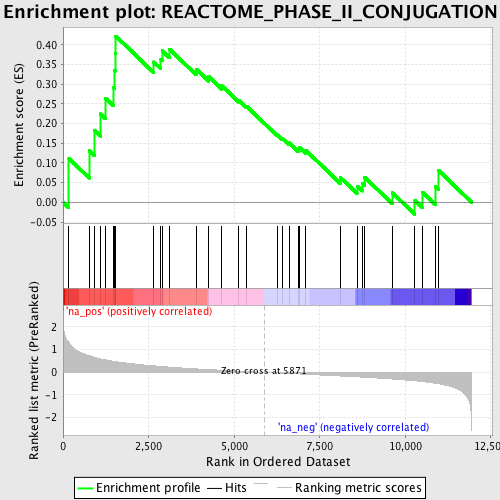 Enrichment plot: REACTOME_PHASE_II_CONJUGATION
Enrichment score (ES)
0.40
0.35
0.30
0.25
0.20
0.15
0.10
0.05
0.00
-0.05
'na_pos' (positively correlated)
Ranked list metric (PreRanked)
2
1
0
-1
-2
Zero cross at 5871
'na_neg' (negatively correlated)
0 2,500 5,000 7,500 10,000 12,500
Rank in Ordered Dataset
Enrichment profile Hits Ranking metric scores